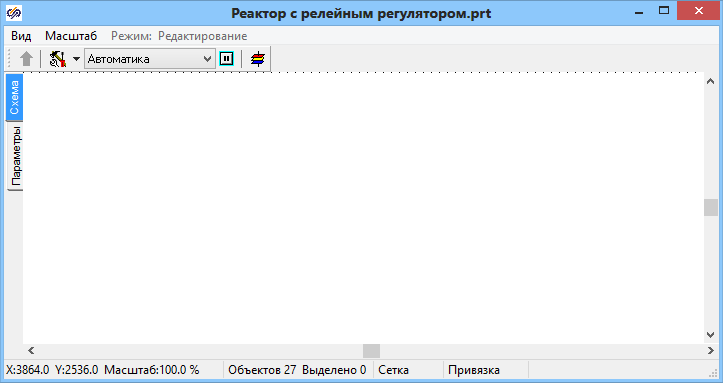 Реактор с релейным регулятором.prt
Вид Масштаб Режим: Редактирование
Автоматика
Схема
Параметры
X:3864.0 Y:2536.0 Масштаб:100.0 % Объектов 27 Выделено 0 Сетка Привязка